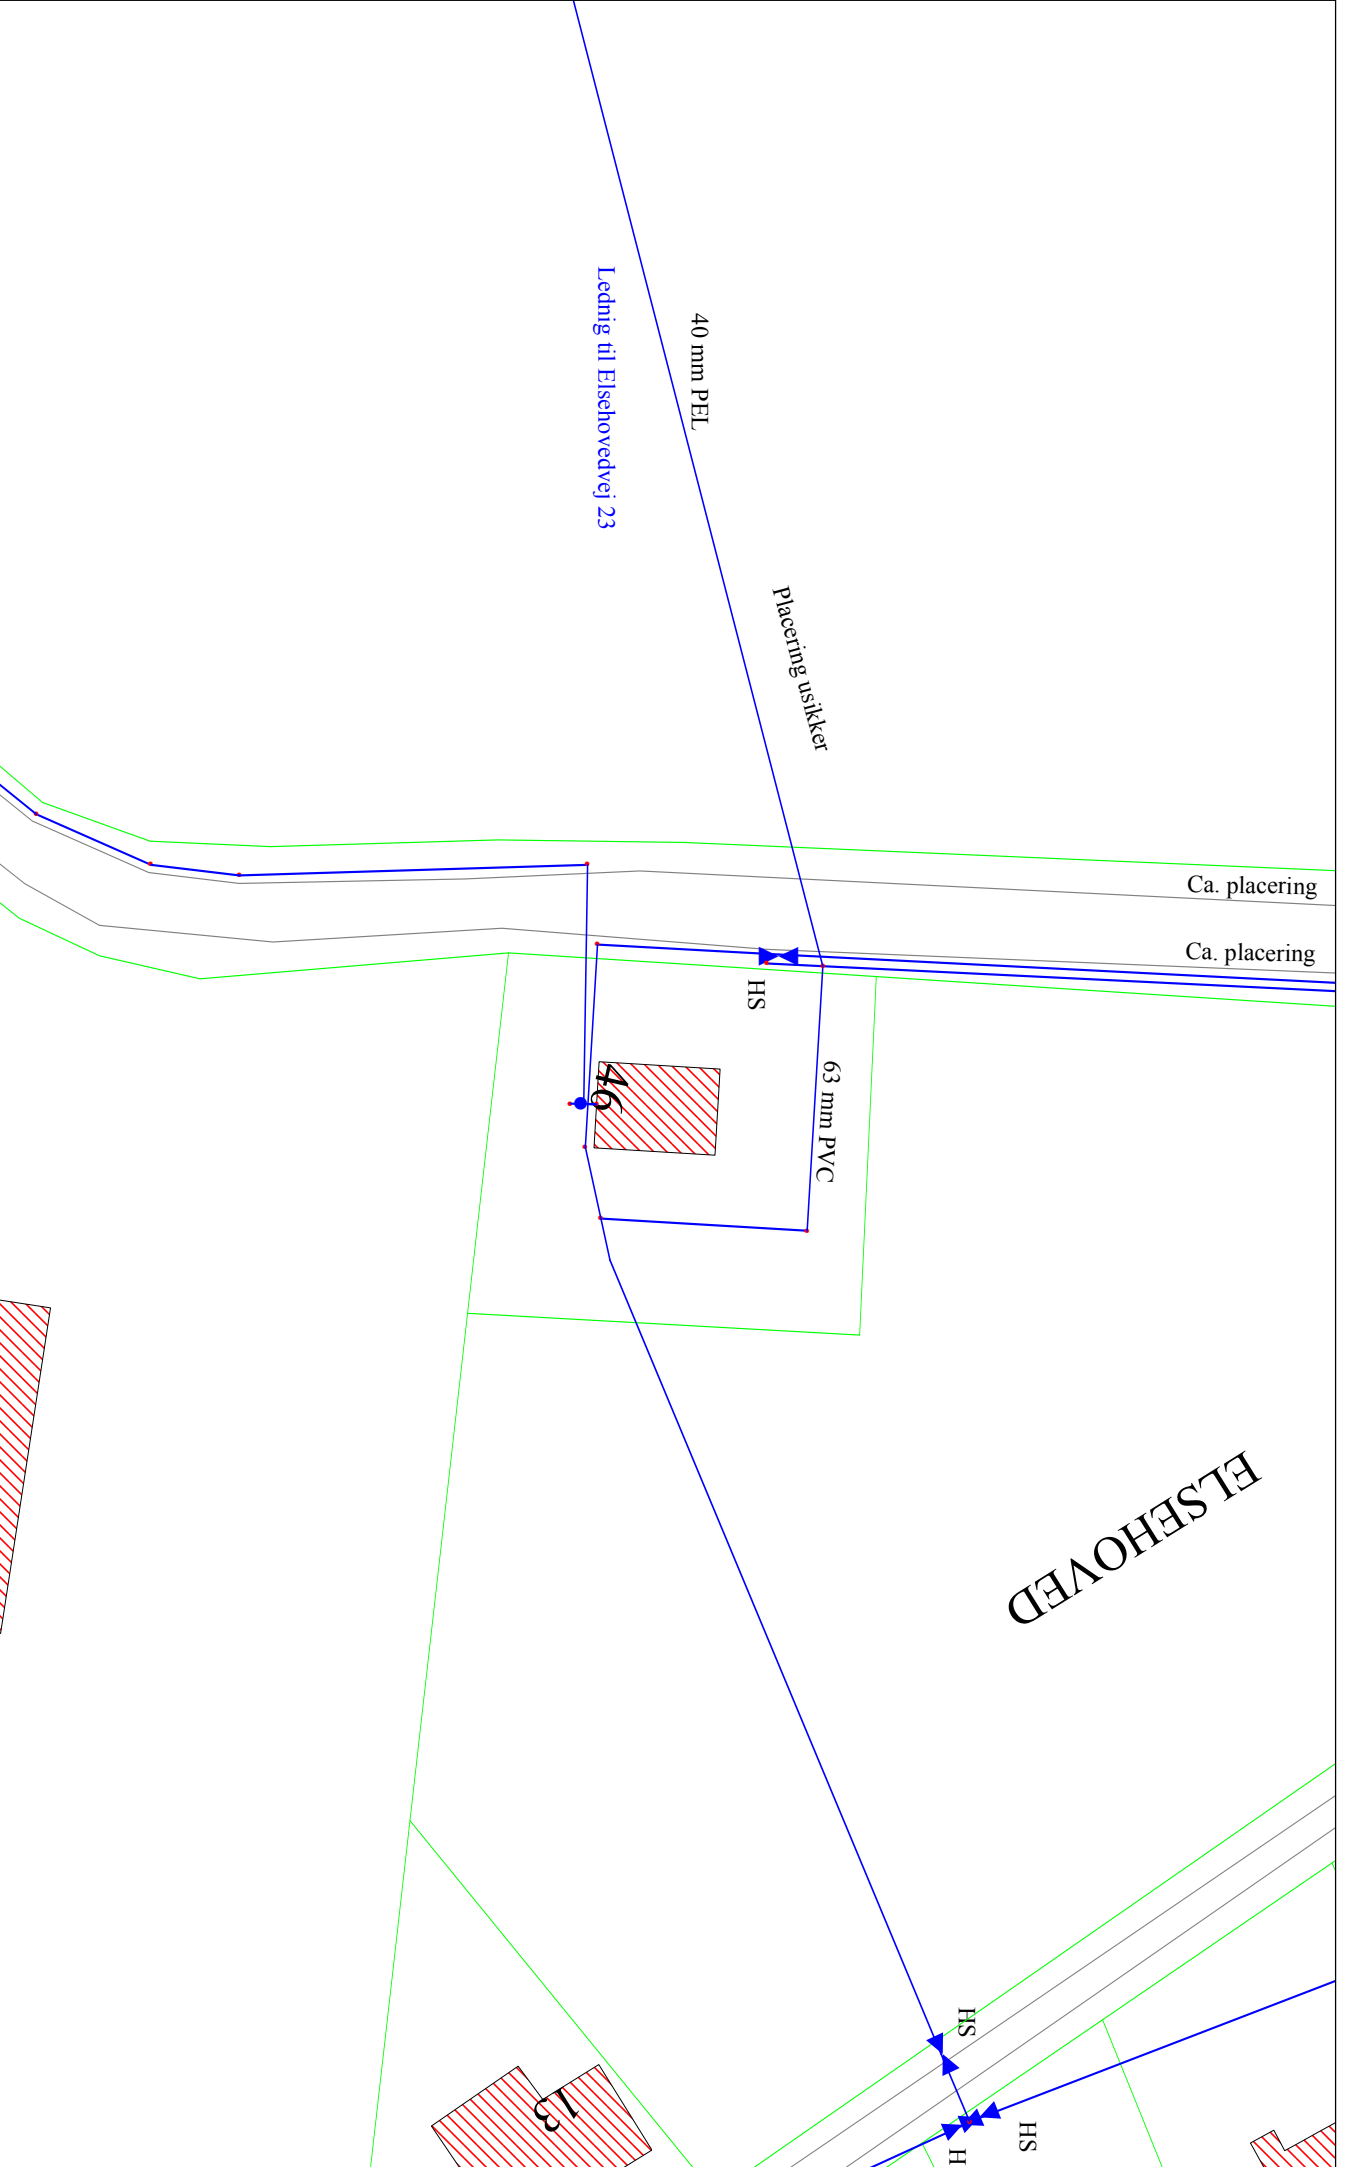 Lednig til Elsehovedvej 23
40 mm PEL
Placering usikker
Ca. placering
Ca. placering
HS
46
63 mm PVC
ELSEHOVED
HS
13
HS
H